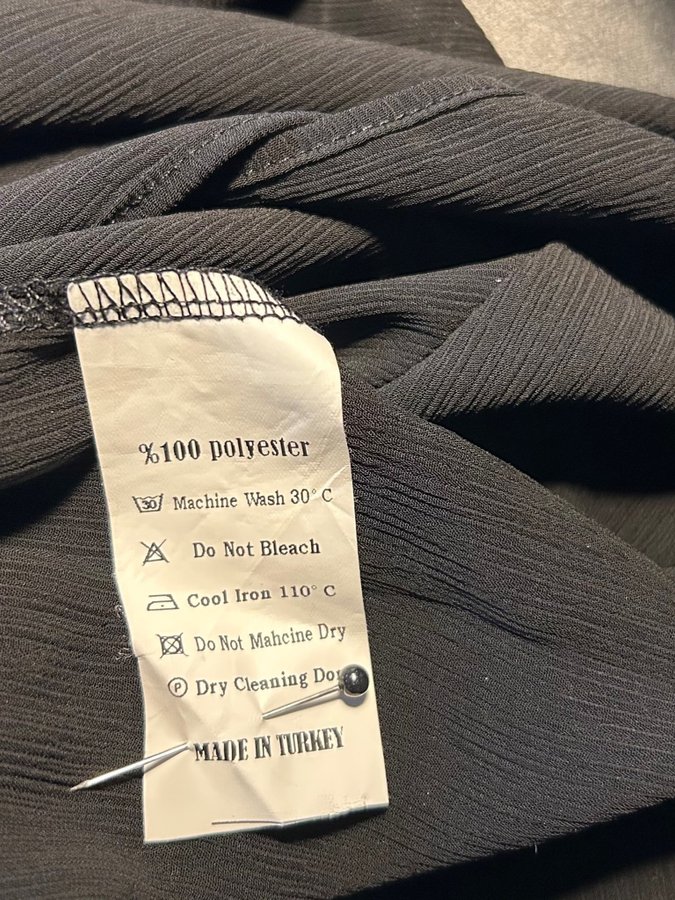 %100 polyester
30 Machine Wash 30° C
Do Not Bleach
Cool Iron 110° C
Do Not Mahcine Dry
P Dry Cleaning
MADE IN TURKEY